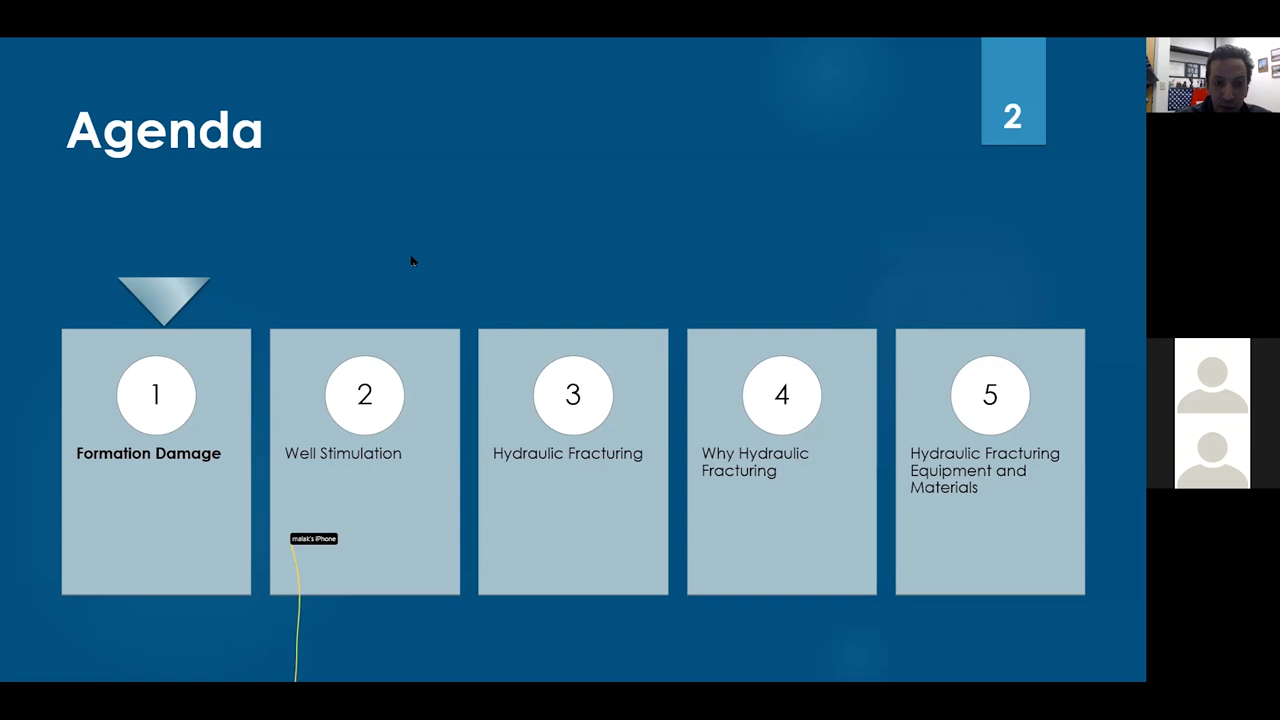 Agenda
2
1
Formation Damage
2
Well Stimulation
malak's iPhone
3
Hydraulic Fracturing
4
Why Hydraulic
Fracturing
5
Hydraulic Fracturing
Equipment and
Materials